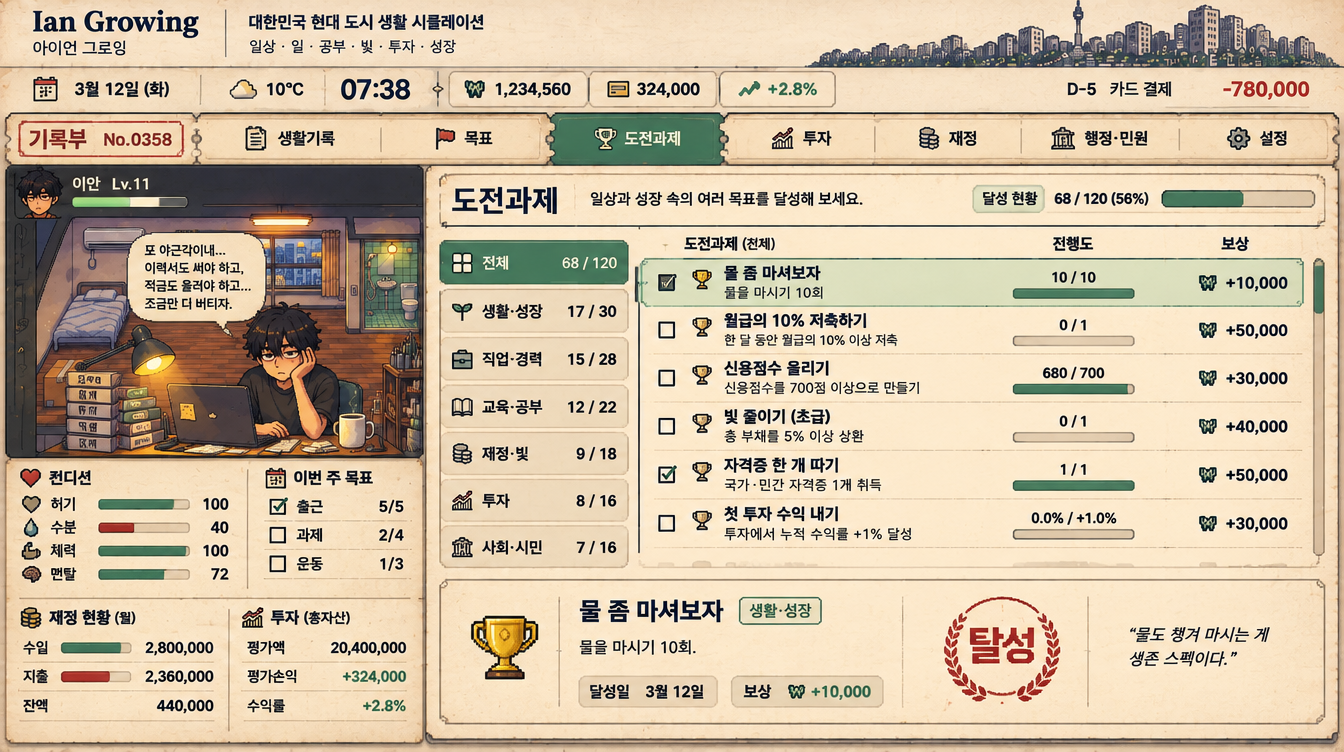 Ian Growing
아이언 그로잉
대한민국 현대 도시 생활 시뮬레이션
일상 · 일 · 공부 · 빛 · 투자 · 성장
3월 12일 (화)
10°C
07:38
1,234,560
324,000
+2.8%
D-5 카드 결제
-780,000
기록부 No.0358
생활기록
목표
도전과제
투자
재정
행정·민원
설정
이안 Lv.11
포 야근각이내...
이력서도 써야 하고,
적금도 올려야 하고...
조금만 더 버티자.
전디션
허기 100
수분 40
체력 100
맨탈 72
이번 주 목표
출근 5/5
과제 2/4
운동 1/3
재정 현황 (월)
수일 2,800,000
지출 2,360,000
잔액 440,000
투자 (총자산)
평가액 20,400,000
평가손익 +324,000
수익률 +2.8%
도전과제
일상과 성장 속의 여러 목표를 달성해 보세요.
달성 현황 68 / 120 (56%)
전체 68 / 120
생활·성장 17 / 30
직업·경력 15 / 28
교육·공부 12 / 22
재정·빛 9 / 18
투자 8 / 16
사회·시민 7 / 16
도전과제 (천제) 전행도 보상
몰 좀 마셔보자 10 / 10 +10,000
물을 마시기 10회
월급의 10% 저축하기 0 / 1 +50,000
한 달 동안 월급의 10% 이상 저축
신용점수 올리기 680 / 700 +30,000
신용점수를 700점 이상으로 만들기
빚 줄이기 (초급) 0 / 1 +40,000
총 부채를 5% 이상 상환
자격증 한 개 따기 1 / 1 +50,000
국가·민간 자격증 1개 취득
첫 투자 수익 내기 0.0% / +1.0% +30,000
투자에서 누적 수익률 +1% 달성
물 좀 마셔보자 생활·성장
물을 마시기 10회.
달성일 3월 12일
보상 +10,000
탈성
“물도 챙겨 마시는 게
생존 스펙이다.”